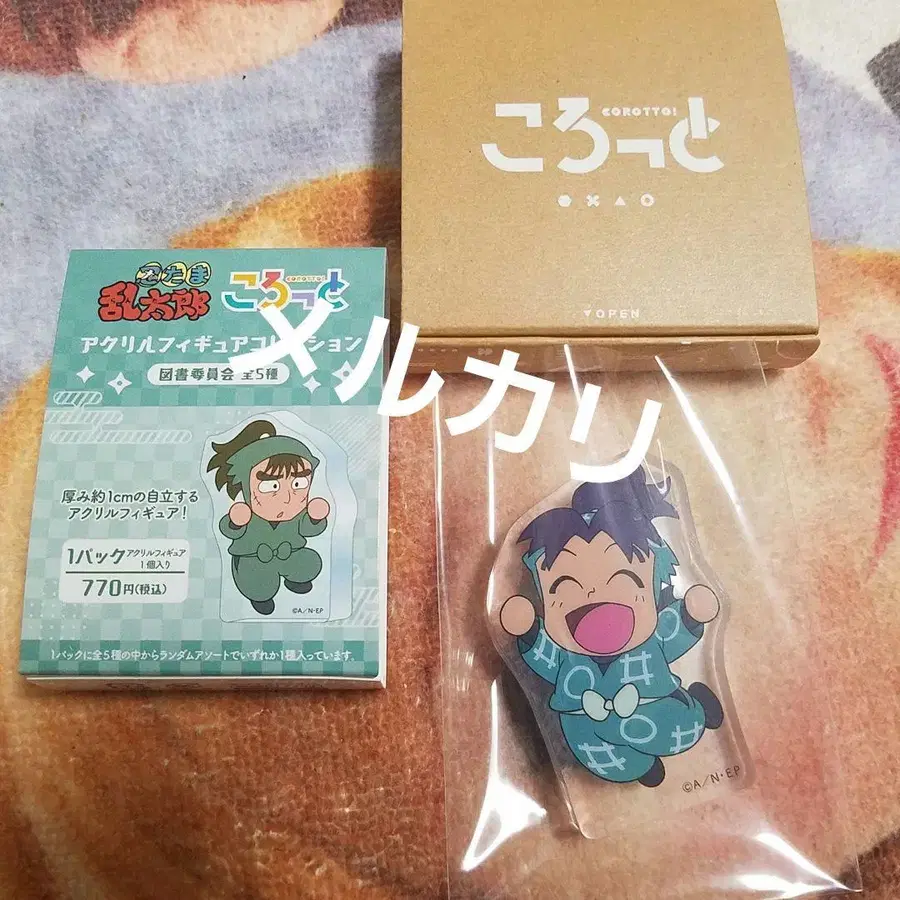 COROTTO!
ころっと
▼OPEN
忍たま
乱太郎
COROTTO!
ころっと
アクリルフィギュアコレクション
図書委員会 全5種
厚み約1cmの自立する
アクリルフィギュア!
1パック アクリルフィギュア
1個入り
770円(税込)
©A/N・EP
1パックに全5種の中からランダムアソートでいずれか1種入っています。
メルカリ
©A/N・EP